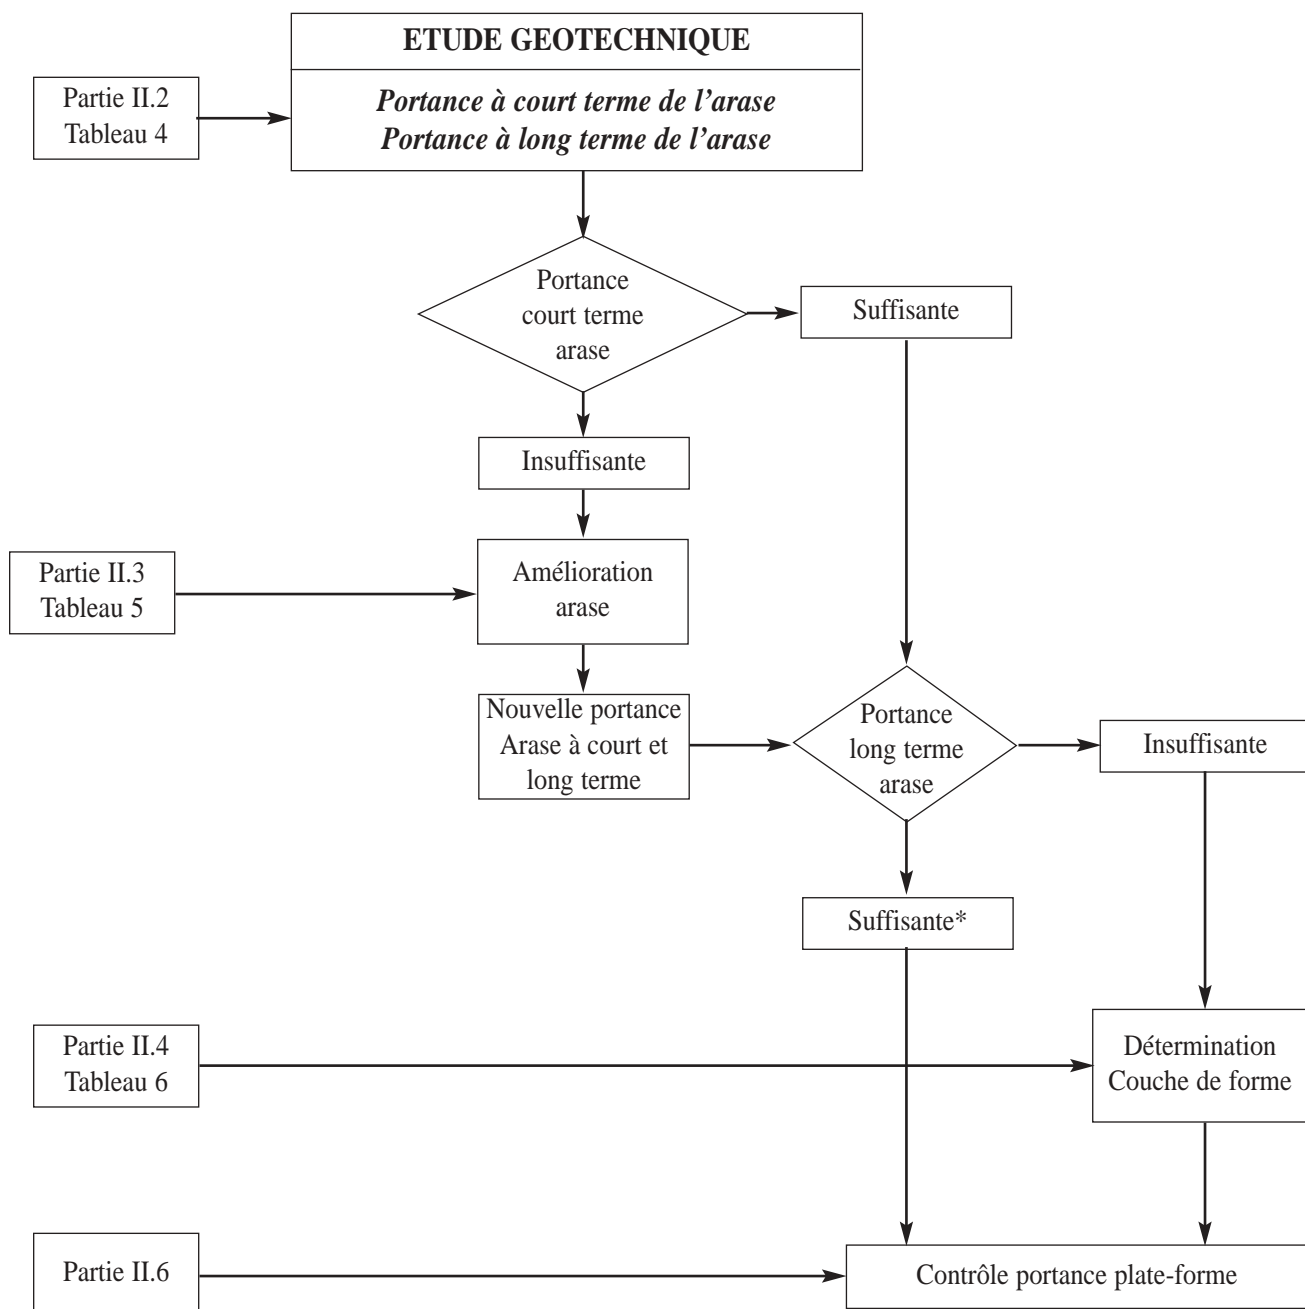 ETUDE GEOTECHNIQUE
Partie II.2
Tableau 4
Portance à court terme de l’arase
Portance à long terme de l’arase
Portance
court terme
arase
Suffisante
Insuffisante
Partie II.3
Tableau 5
Amélioration
arase
Nouvelle portance
Arase à court et
long terme
Portance
long terme
arase
Insuffisante
Suffisante*
Partie II.4
Tableau 6
Détermination
Couche de forme
Partie II.6
Contrôle portance plate-forme